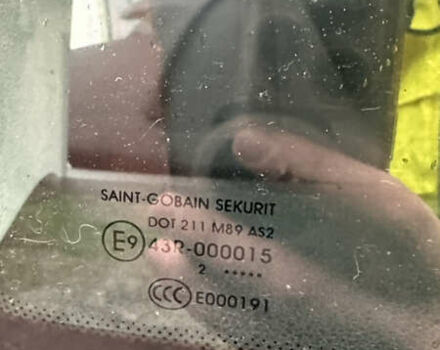 SAINT-GOBAIN SEKURIT
DOT 211 M89 AS2
E9 43R-000015
2 •••••
CCC E000191